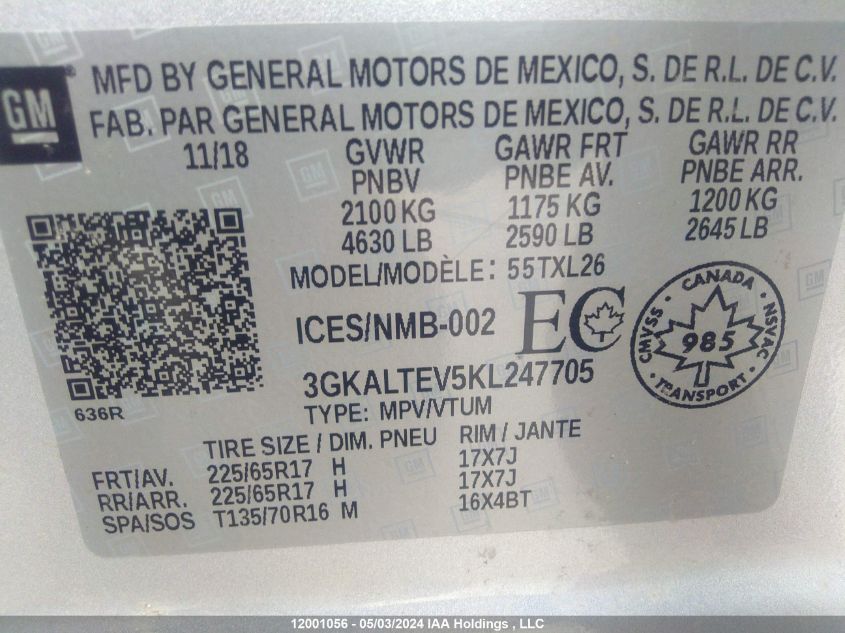 GM ® MFD BY GENERAL MOTORS DE MEXICO, S. DE R.L. DE C.V.
FAB. PAR GENERAL MOTORS DE MEXICO, S. DE R.L. DE C.V.
11/18 GVWR GAWR FRT GAWR RR
PNBV PNBE AV. PNBE ARR.
2100 KG 1175 KG 1200 KG
4630 LB 2590 LB 2645 LB
MODEL/MODÈLE: 55TXL26
ICES/NMB-002 EC
CANADA
CMVSS 985 NSVAC
TRANSPORT
3GKALTEV5KL247705
636R TYPE: MPV/VTUM
TIRE SIZE / DIM. PNEU RIM / JANTE
FRT/AV. 225/65R17 H 17X7J
RR/ARR. 225/65R17 H 17X7J
SPA/SOS T135/70R16 M 16X4BT
12001056 - 05/03/2024 IAA Holdings , LLC